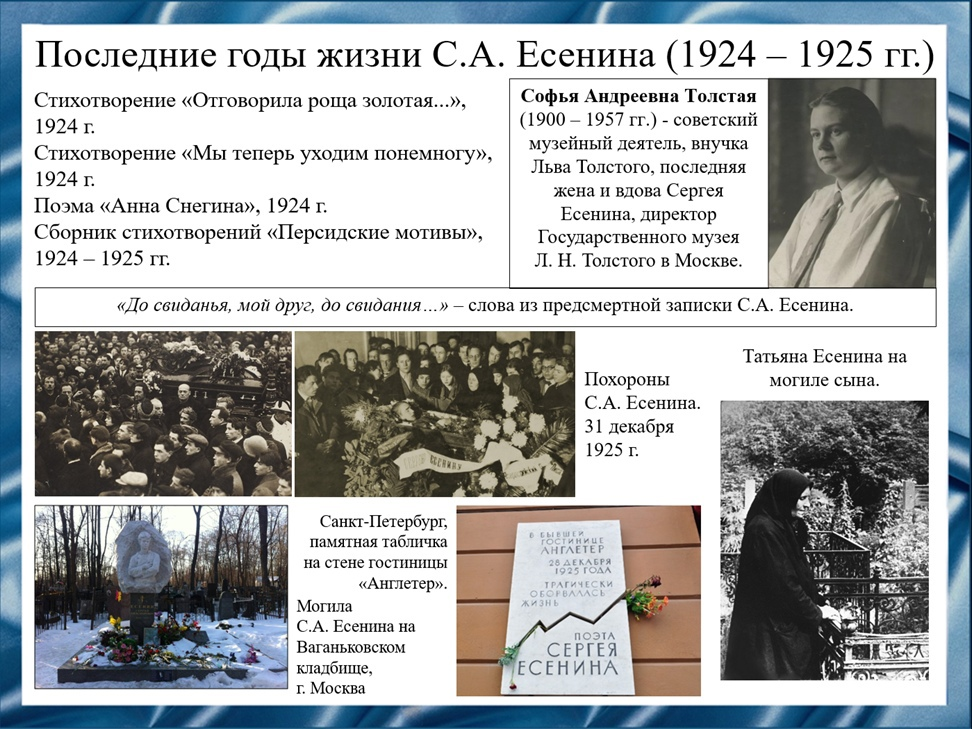 Последние годы жизни С.А. Есенина (1924 – 1925 гг.)
Стихотворение «Отговорила роща золотая...»,
1924 г.
Стихотворение «Мы теперь уходим понемногу»,
1924 г.
Поэма «Анна Снегина», 1924 г.
Сборник стихотворений «Персидские мотивы»,
1924 – 1925 гг.
Софья Андреевна Толстая
(1900 – 1957 гг.) - советский
музейный деятель, внучка
Льва Толстого, последняя
жена и вдова Сергея
Есенина, директор
Государственного музея
Л. Н. Толстого в Москве.
«До свиданья, мой друг, до свидания…» – слова из предсмертной записки С.А. Есенина.
Похороны
С.А. Есенина.
31 декабря
1925 г.
Татьяна Есенина на
могиле сына.
Санкт-Петербург,
памятная табличка
на стене гостиницы
«Англетер».
Могила
С.А. Есенина на
Ваганьковском
кладбище,
г. Москва
В БЫВШЕЙ
ГОСТИНИЦЕ
АНГЛЕТЕР
28 ДЕКАБРЯ
1925 ГОДА
ТРАГИЧЕСКИ
ОБОРВАЛАСЬ
ЖИЗНЬ
ПОЭТА
СЕРГЕЯ
ЕСЕНИНА